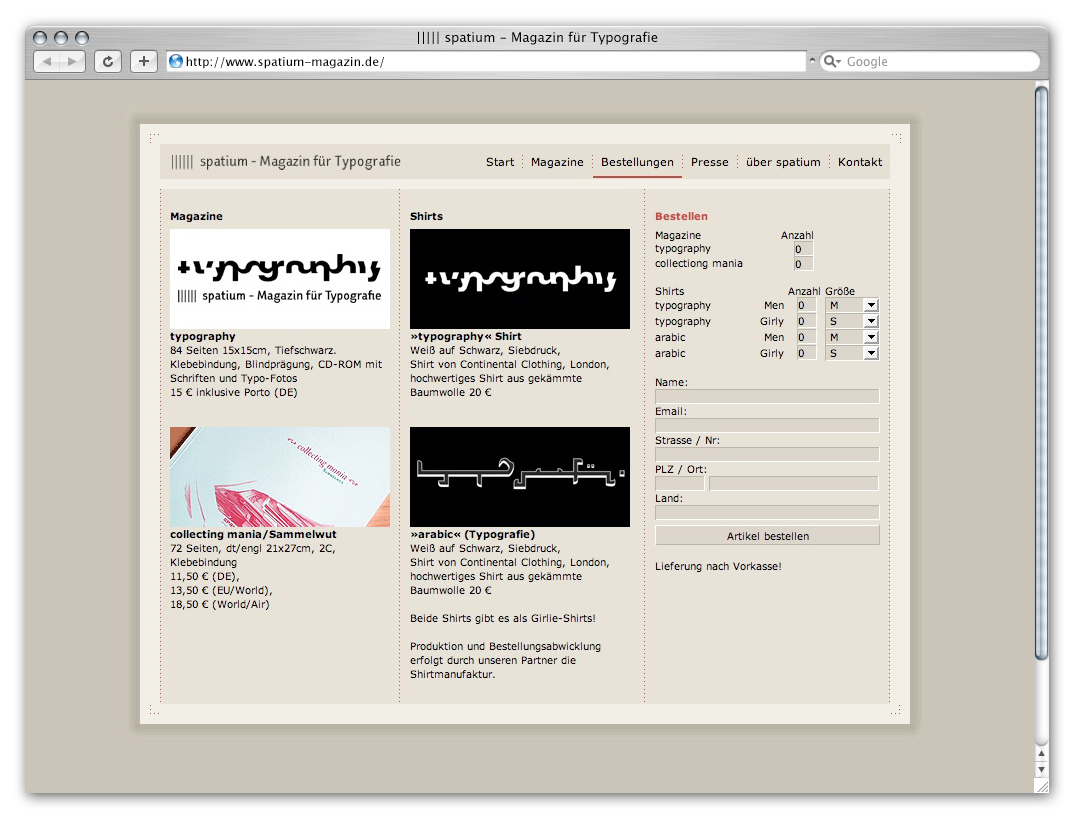 ||||| spatium – Magazin für Typografie
http://www.spatium-magazin.de/
Google
|||||| spatium - Magazin für Typografie
Start
Magazine
Bestellungen
Presse
über spatium
Kontakt
Magazine
typography
|||||| spatium - Magazin für Typografie
typography
84 Seiten 15x15cm, Tiefschwarz.
Klebebindung, Blindprägung, CD-ROM mit
Schriften und Typo-Fotos
15 € inklusive Porto (DE)
collecting mania
collecting mania/Sammelwut
72 Seiten, dt/engl 21x27cm, 2C,
Klebebindung
11,50 € (DE),
13,50 € (EU/World),
18,50 € (World/Air)
Shirts
typography
»typography« Shirt
Weiß auf Schwarz, Siebdruck,
Shirt von Continental Clothing, London,
hochwertiges Shirt aus gekämmte
Baumwolle 20 €
»arabic« (Typografie)
Weiß auf Schwarz, Siebdruck,
Shirt von Continental Clothing, London,
hochwertiges Shirt aus gekämmte
Baumwolle 20 €
Beide Shirts gibt es als Girlie-Shirts!
Produktion und Bestellungsabwicklung
erfolgt durch unseren Partner die
Shirtmanufaktur.
Bestellen
Magazine Anzahl
typography 0
collectiong mania 0
Shirts Anzahl Größe
typography Men 0 M
typography Girly 0 S
arabic Men 0 M
arabic Girly 0 S
Name:
Email:
Strasse / Nr:
PLZ / Ort:
Land:
Artikel bestellen
Lieferung nach Vorkasse!